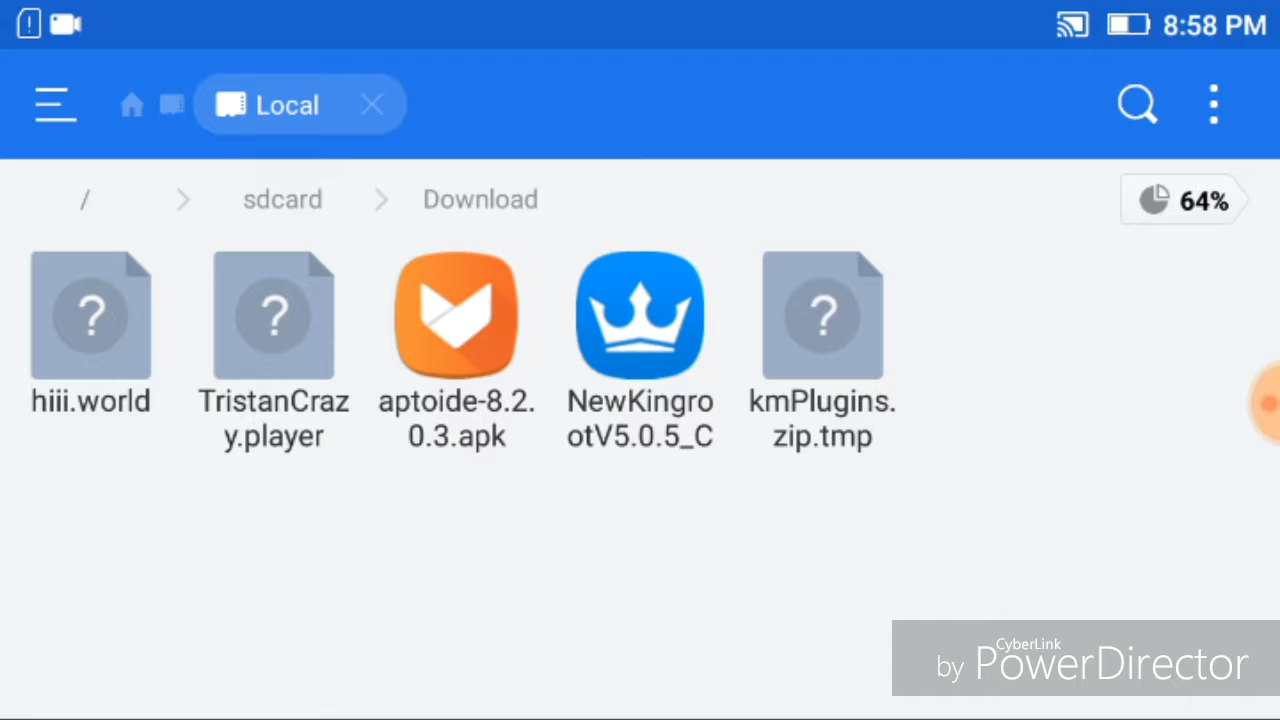 8:58 PM
Local
/ sdcard Download
64%
hiii.world
TristanCraz
y.player
aptoide-8.2.
0.3.apk
NewKingro
otV5.0.5_C
kmPlugins.
zip.tmp
CyberLink
by PowerDirector